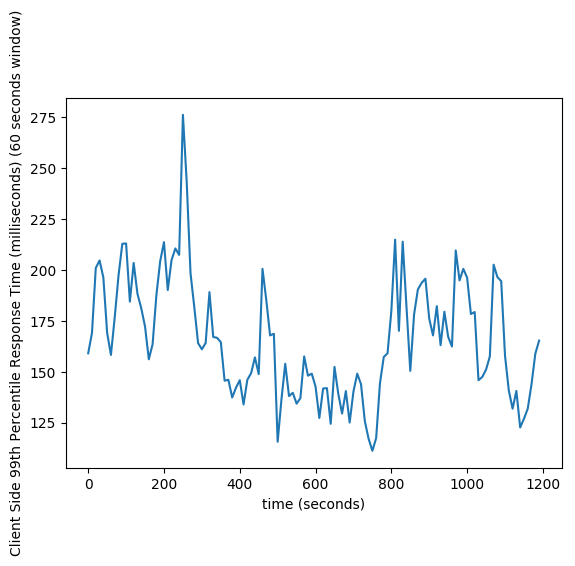 Client Side 99th Percentile Response Time (milliseconds) (60 seconds window)
275
250
225
200
175
150
125
0 200 400 600 800 1000 1200
time (seconds)